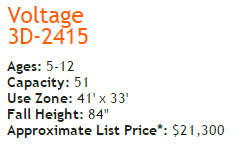 Voltage
3D-2415
Ages: 5-12
Capacity: 51
Use Zone: 41' x 33'
Fall Height: 84"
Approximate List Price*: $21,300